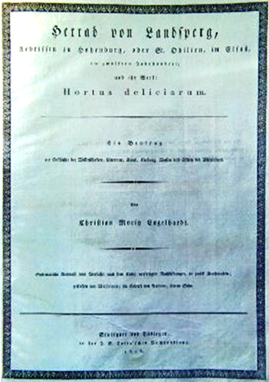 Herrad von Landsperg,
Aebtissin zu Hohenburg, oder St. Odilien, im Elsaß,
im zwölften Jahrhundert;
und ihr Werk:
Hortus deliciarum.
Ein Beytrag
zur Geschichte der Wissenschaften, Literatur, Kunst, Kleidung, Waffen und Sitten des Mittelalters.
Von
Christian Moritz Engelhardt.
Stuttgart und Tübingen,
in der J. G. Cotta'schen Buchhandlung.
1818.